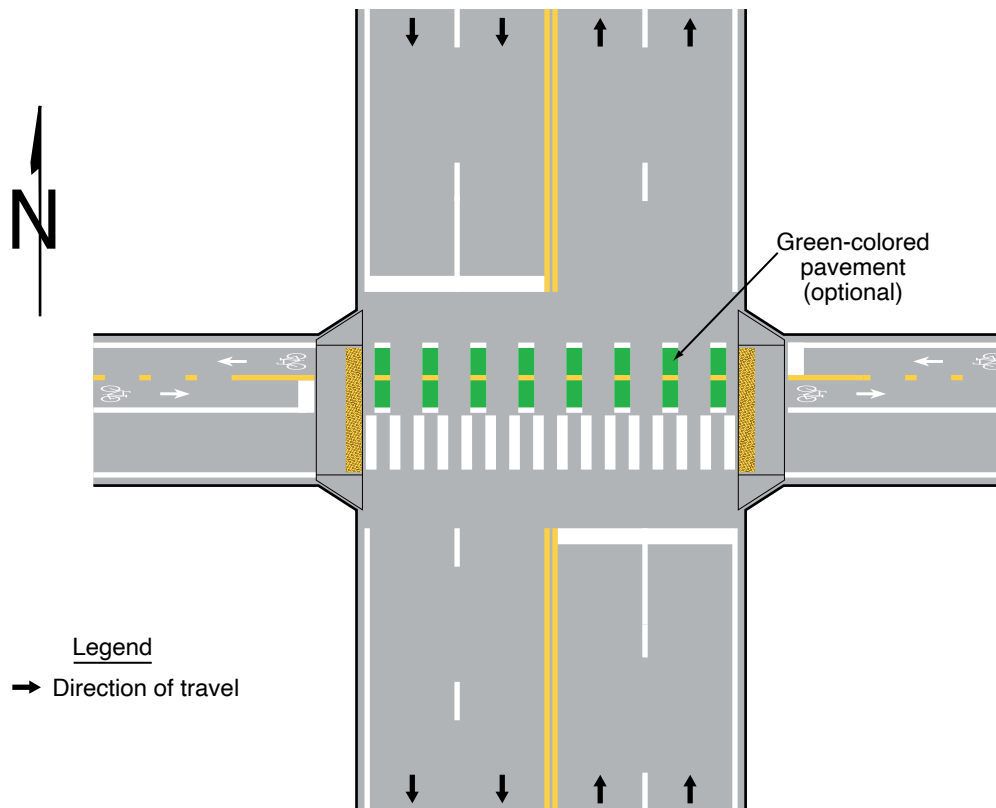 N
Green-colored
pavement
(optional)
Legend
Direction of travel